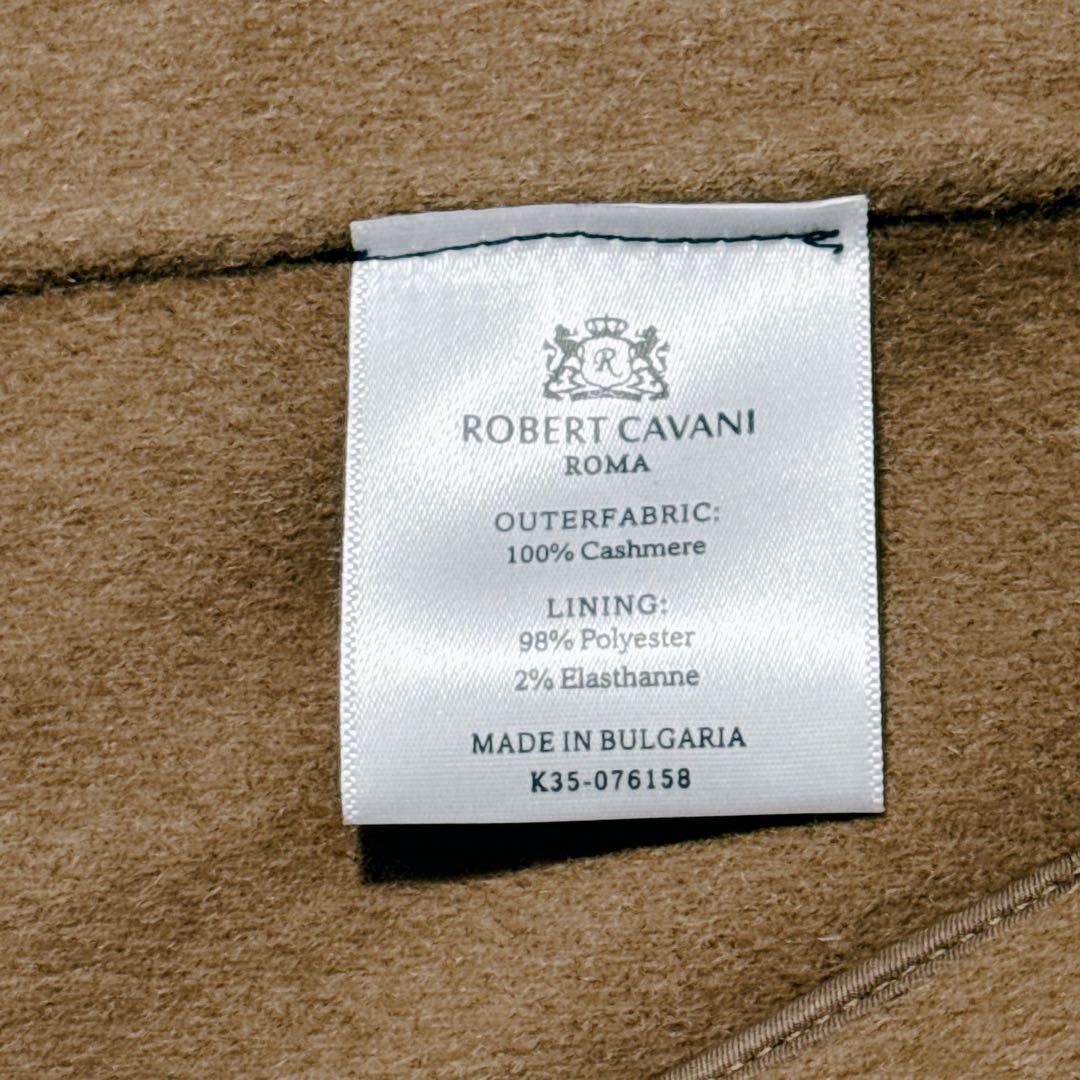 R
ROBERT CAVANI
ROMA
OUTERFABRIC:
100% Cashmere
LINING:
98% Polyester
2% Elasthanne
MADE IN BULGARIA
K35-076158